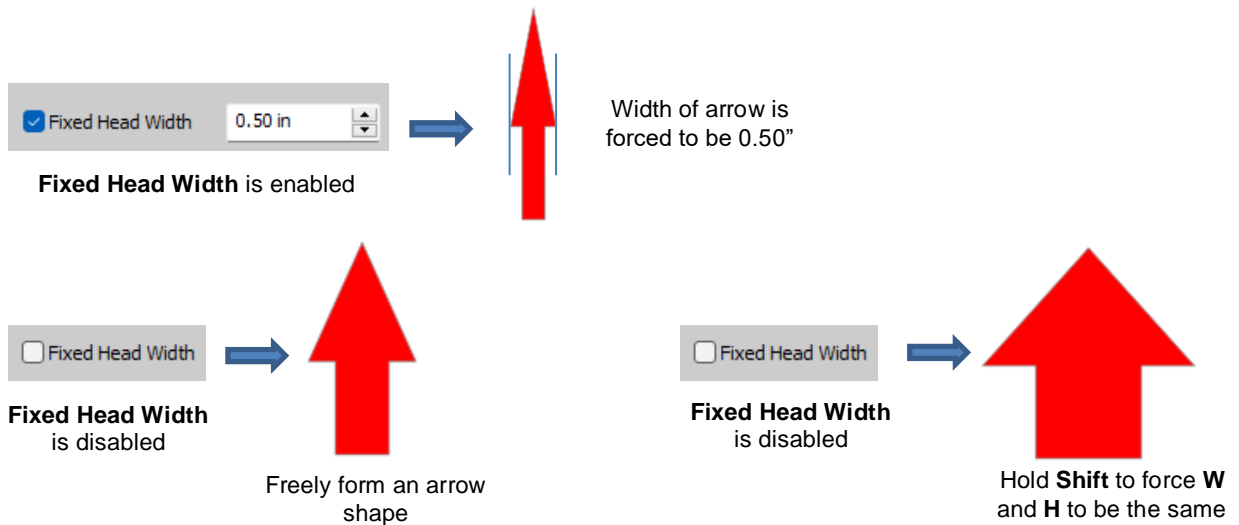 Fixed Head Width 0.50 in
Width of arrow is
forced to be 0.50”
Fixed Head Width is enabled
Fixed Head Width
Fixed Head Width
is disabled
Freely form an arrow
shape
Fixed Head Width
Fixed Head Width
is disabled
Hold Shift to force W
and H to be the same